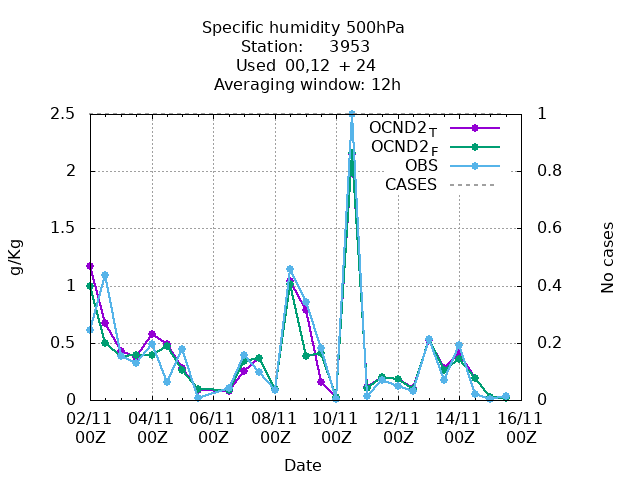 Specific humidity 500hPa
Station: 3953
Used 00,12 + 24
Averaging window: 12h
2.5
2
1.5
1
0.5
0
g/Kg
1
0.8
0.6
0.4
0.2
0
No cases
OCND2_T
OCND2_F
OBS
CASES
02/11 04/11 06/11 08/11 10/11 12/11 14/11 16/11
00Z 00Z 00Z 00Z 00Z 00Z 00Z 00Z
Date